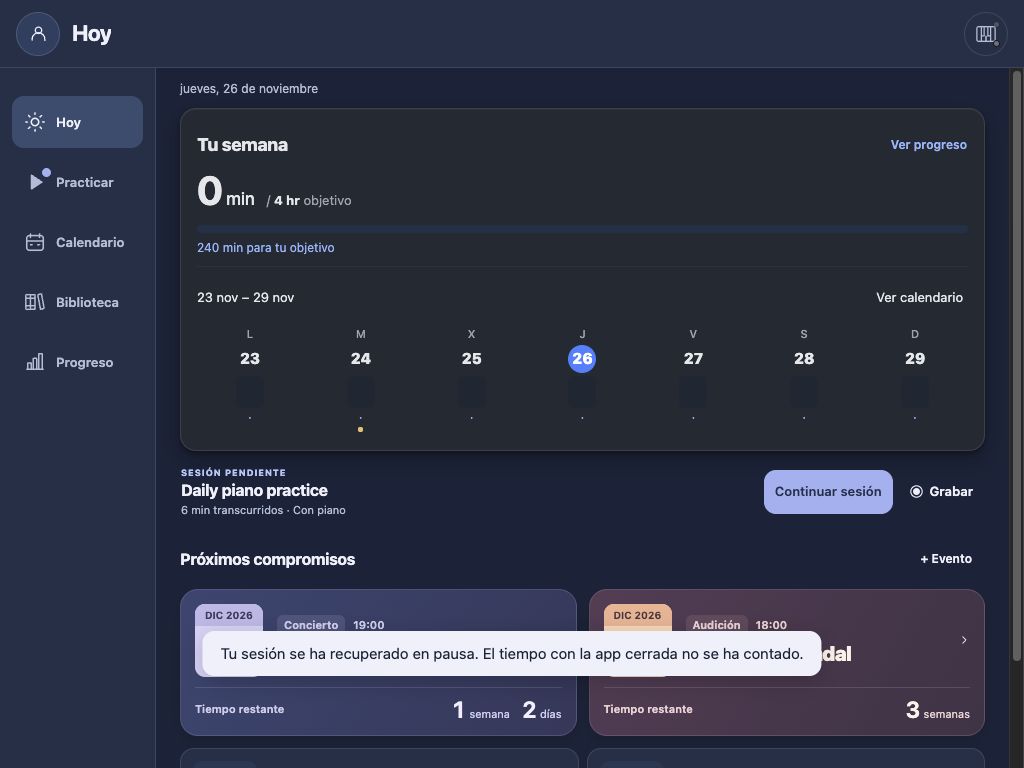 Hoy
Hoy
Practicar
Calendario
Biblioteca
Progreso
jueves, 26 de noviembre
Tu semana
Ver progreso
0 min / 4 hr objetivo
240 min para tu objetivo
23 nov – 29 nov
Ver calendario
L M X J V S D
23 24 25 26 27 28 29
SESIÓN PENDIENTE
Daily piano practice
6 min transcurridos · Con piano
Continuar sesión
Grabar
Próximos compromisos
+ Evento
DIC 2026
Concierto 19:00
Tiempo restante
1 semana 2 días
DIC 2026
Audición 18:00
Tiempo restante
3 semanas
Tu sesión se ha recuperado en pausa. El tiempo con la app cerrada no se ha contado.